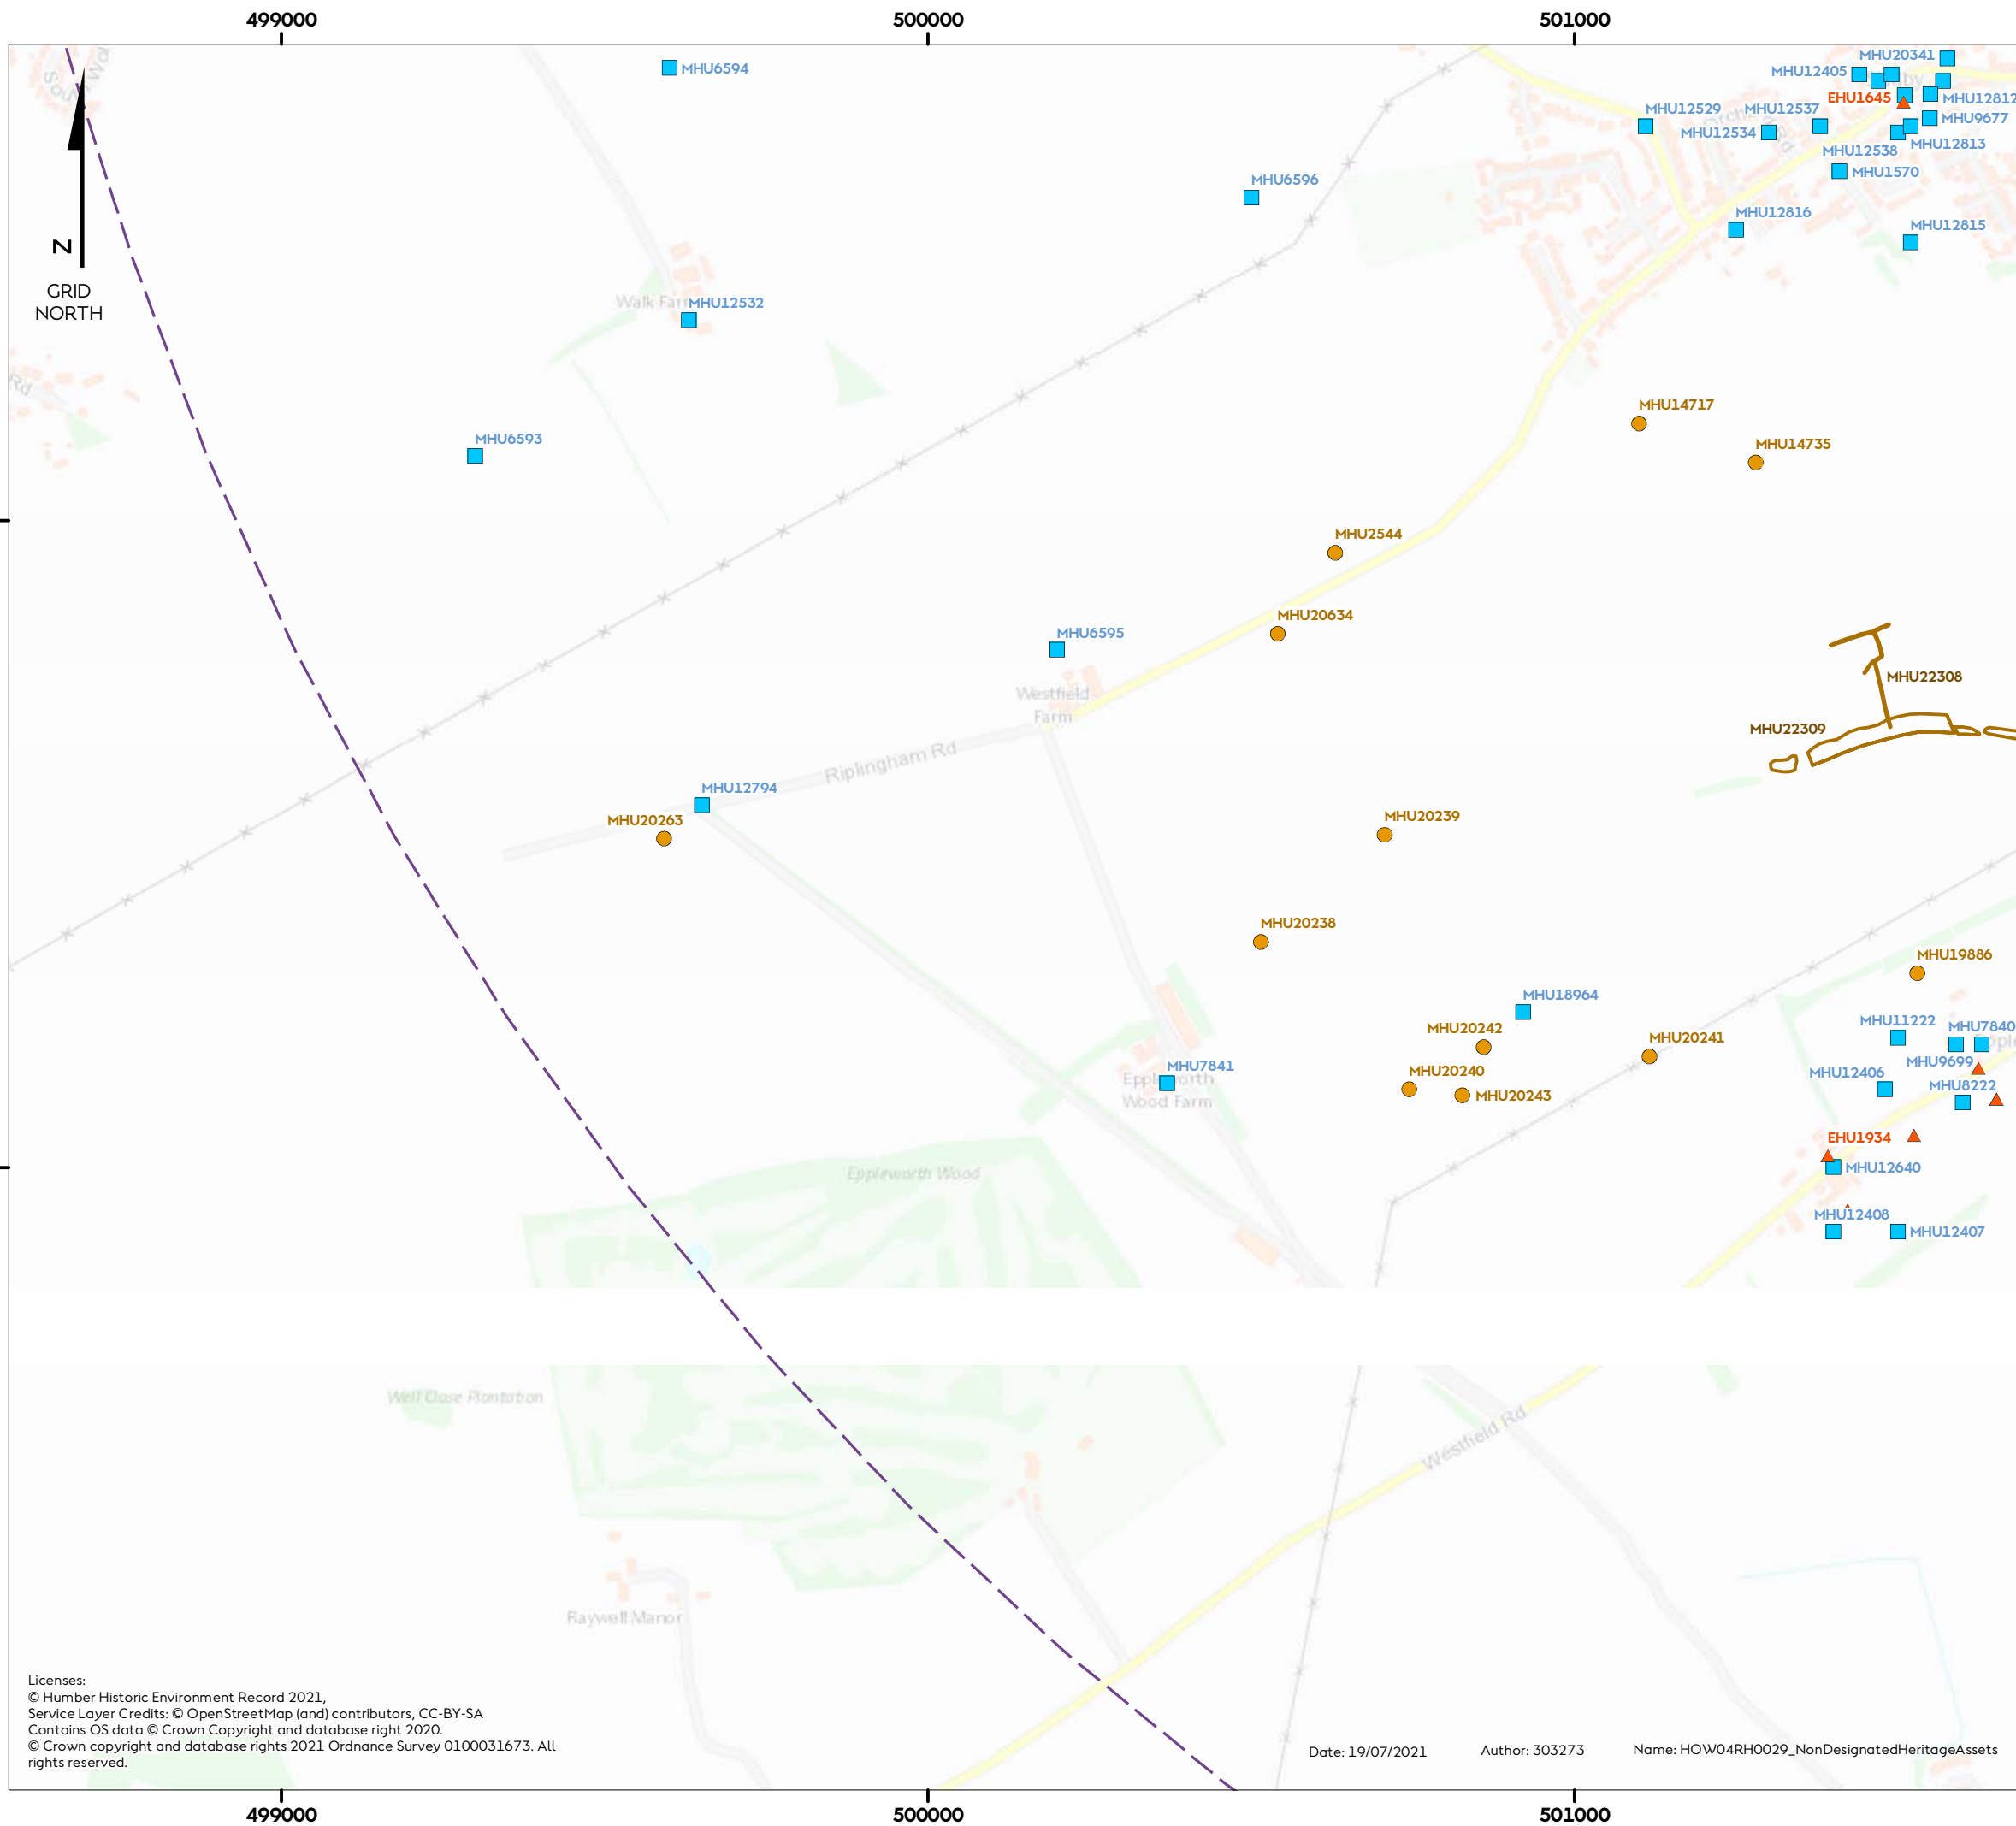 499000
500000
501000
MHU6594
MHU20341
MHU12405
EHU1645
MHU12812
MHU12529
MHU12537
MHU9677
MHU12534
MHU12813
MHU12538
MHU1570
MHU6596
MHU12816
MHU12815
N
GRID
NORTH
Walk Farm
MHU12532
Rd
MHU14717
MHU14735
MHU6593
MHU2544
MHU20634
MHU6595
MHU22308
Westfield
Farm
MHU22309
Riplingham Rd
MHU12794
MHU20263
MHU20239
MHU20238
MHU19886
MHU18964
MHU11222
MHU7840
MHU20242
MHU20241
MHU9699
MHU7841
MHU20240
MHU12406
MHU8222
MHU20243
Eppleworth
Wood Farm
EHU1934
MHU12640
Eppleworth Wood
MHU12408
MHU12407
Well Close Plantation
Westfield Rd
Raywell Manor
Licenses:
© Humber Historic Environment Record 2021,
Service Layer Credits: © OpenStreetMap (and) contributors, CC-BY-SA
Contains OS data © Crown Copyright and database right 2020.
© Crown copyright and database rights 2021 Ordnance Survey 0100031673. All
rights reserved.
Date: 19/07/2021
Author: 303273
Name: HOW04RH0029_NonDesignatedHeritageAssets
499000
500000
501000